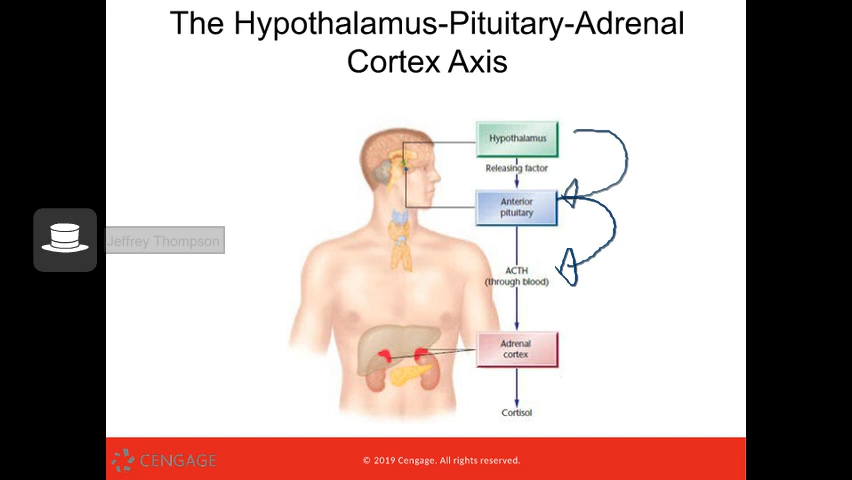 The Hypothalamus-Pituitary-Adrenal
Cortex Axis
Hypothalamus
Releasing factor
Anterior
pituitary
Jeffrey Thompson
ACTH
(through blood)
Adrenal
cortex
Cortisol
CENGAGE
© 2019 Cengage. All rights reserved.